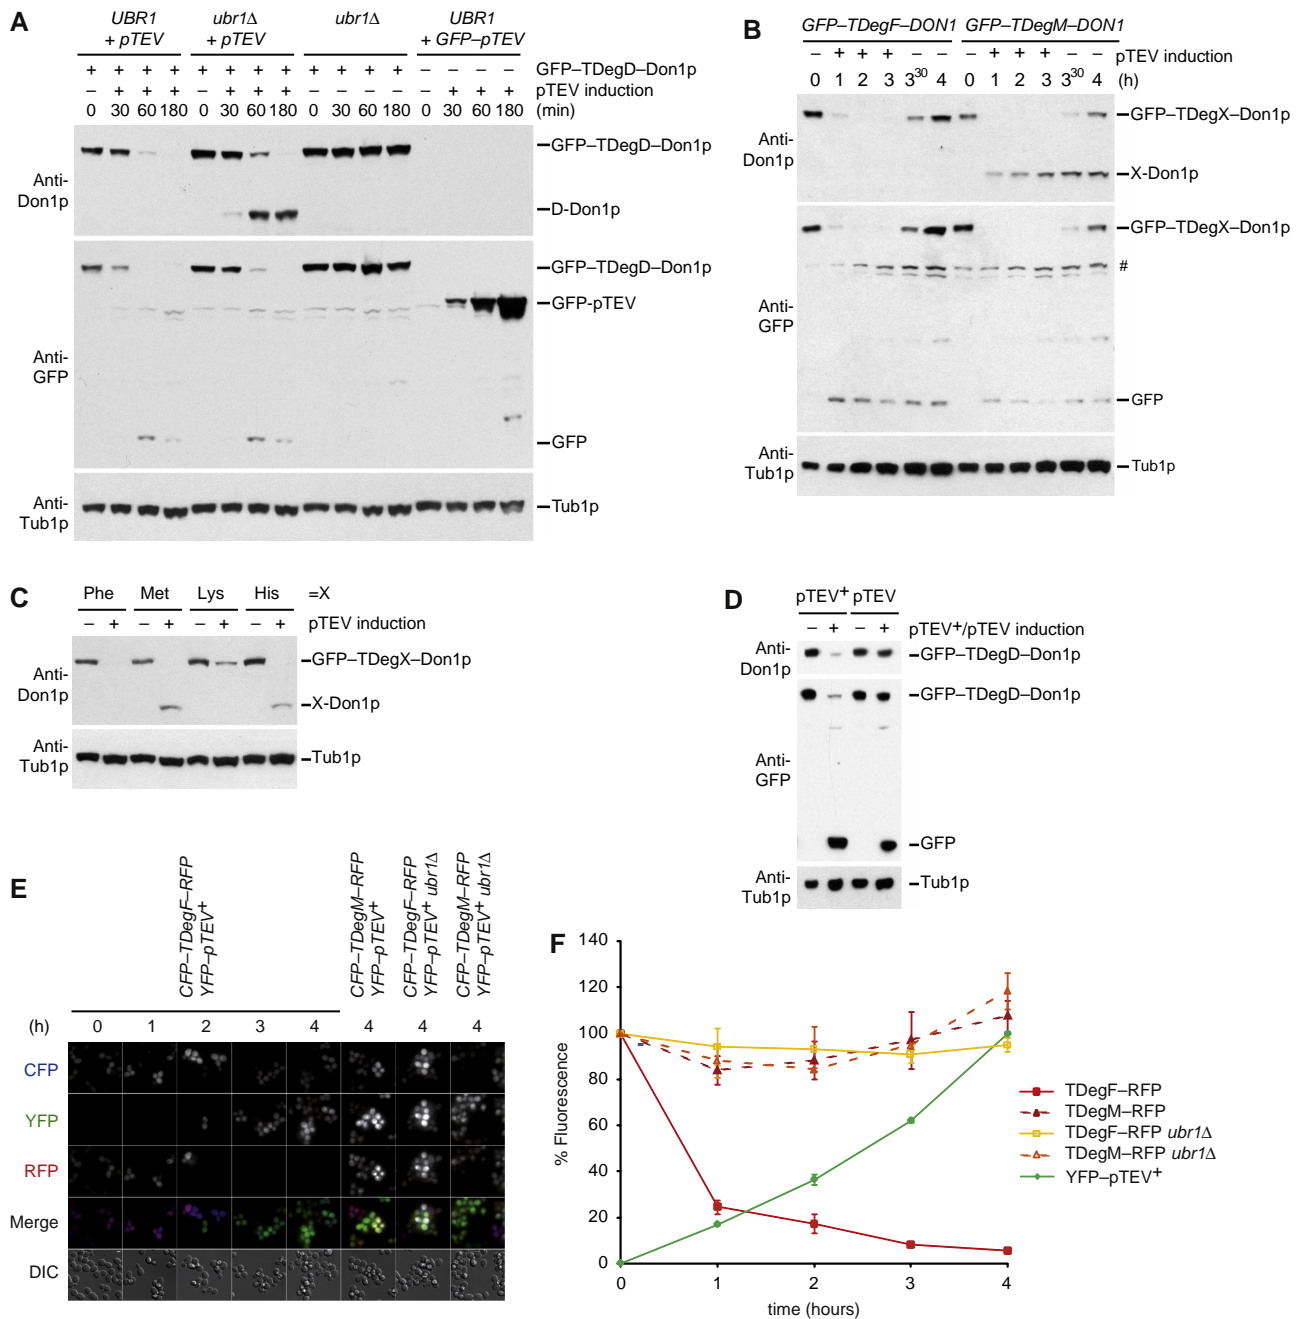 A
UBR1 + pTEV
ubr1Δ + pTEV
ubr1Δ
UBR1 + GFP–pTEV
+ + + + + + + + + + + + – – – – GFP–TDegD–Don1p
– + + + – + + + – + + + – + + + pTEV induction
0 30 60 180 0 30 60 180 0 30 60 180 0 30 60 180 (min)
Anti-Don1p
GFP–TDegD–Don1p
D-Don1p
Anti-GFP
GFP–TDegD–Don1p
GFP-pTEV
GFP
Anti-Tub1p
Tub1p
B
GFP–TDegF–DON1 GFP–TDegM–DON1
– + + + – – – + + + – – pTEV induction
0 1 2 3 3³⁰ 4 0 1 2 3 3³⁰ 4 (h)
Anti-Don1p
GFP–TDegX–Don1p
X-Don1p
Anti-GFP
GFP–TDegX–Don1p
#
GFP
Anti-Tub1p
Tub1p
C
Phe Met Lys His =X
– + – + – + – + pTEV induction
Anti-Don1p
GFP–TDegX–Don1p
X-Don1p
Anti-Tub1p
Tub1p
D
pTEV⁺ pTEV
– + – + pTEV⁺/pTEV induction
Anti-Don1p
GFP–TDegD–Don1p
Anti-GFP
GFP–TDegD–Don1p
GFP
Anti-Tub1p
Tub1p
E
CFP–TDegF–RFP
YFP–pTEV⁺
CFP–TDegM–RFP
YFP–pTEV⁺
CFP–TDegF–RFP
YFP–pTEV⁺ ubr1Δ
CFP–TDegM–RFP
YFP–pTEV⁺ ubr1Δ
(h) 0 1 2 3 4 4 4 4
CFP
YFP
RFP
Merge
DIC
F
% Fluorescence
140
120
100
80
60
40
20
0
0 1 2 3 4
time (hours)
TDegF–RFP
TDegM–RFP
TDegF–RFP ubr1Δ
TDegM–RFP ubr1Δ
YFP–pTEV⁺